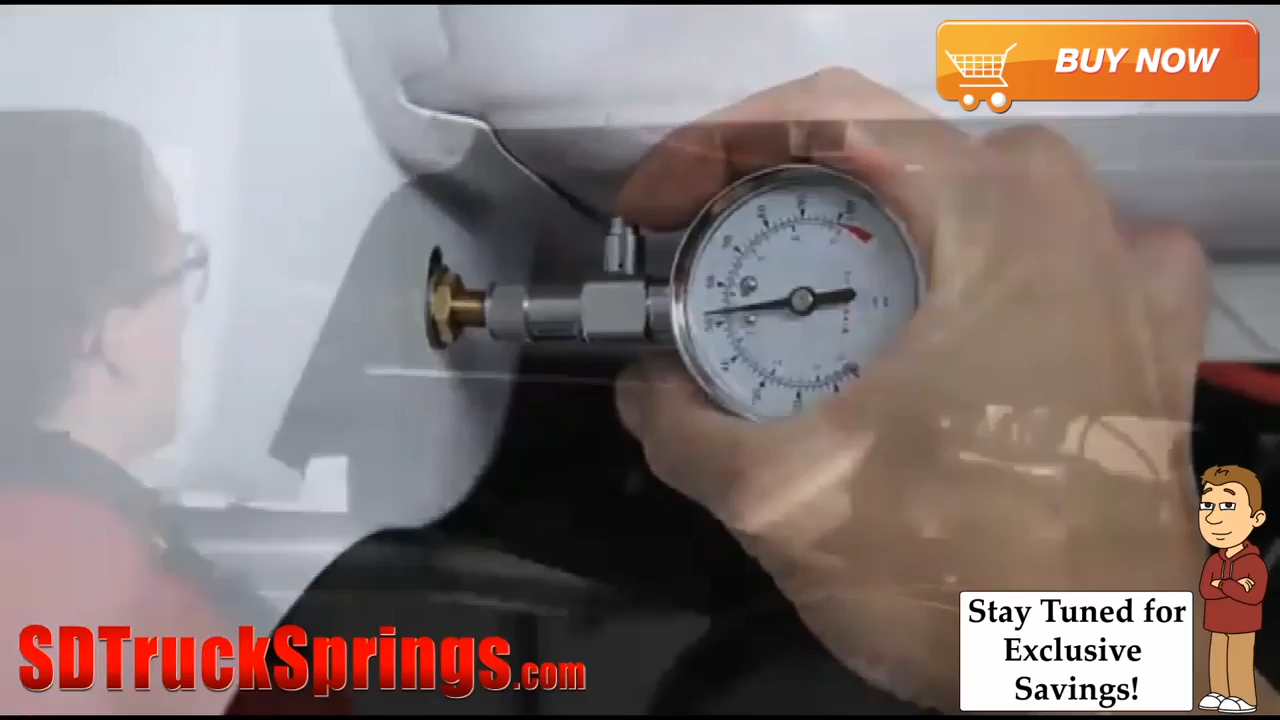 BUY NOW
SDTruckSprings.com
Stay Tuned for
Exclusive
Savings!